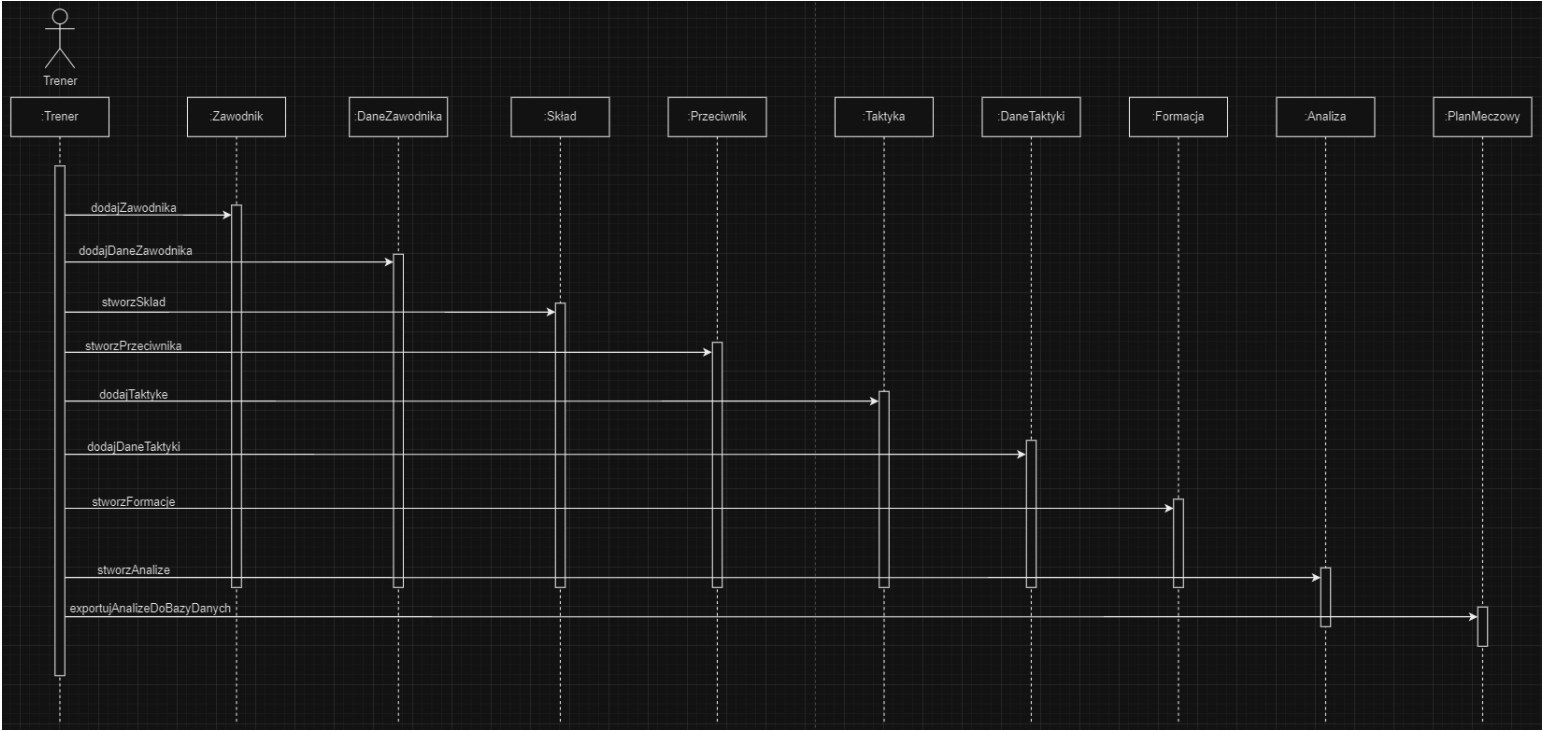 Trener
:Trener
:Zawodnik
:DaneZawodnika
:Skład
:Przeciwnik
:Taktyka
:DaneTaktyki
:Formacja
:Analiza
:PlanMeczowy
dodajZawodnika
dodajDaneZawodnika
stworzSklad
stworzPrzeciwnika
dodajTaktyke
dodajDaneTaktyki
stworzFormacje
stworzAnalize
exportujAnalizeDoBazyDanych